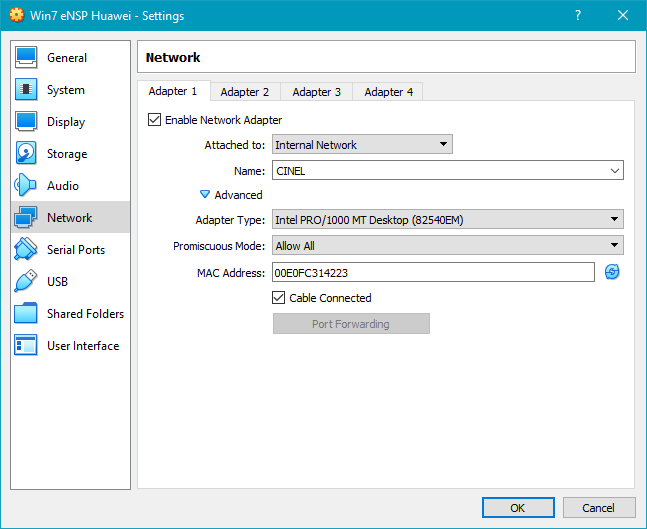 Win7 eNSP Huawei - Settings ?
General
System
Display
Storage
Audio
Network
Serial Ports
USB
Shared Folders
User Interface
Network
Adapter 1 Adapter 2 Adapter 3 Adapter 4
Enable Network Adapter
Attached to: Internal Network
Name: CINEL
Advanced
Adapter Type: Intel PRO/1000 MT Desktop (82540EM)
Promiscuous Mode: Allow All
MAC Address: 00E0FC314223
Cable Connected
Port Forwarding
OK Cancel